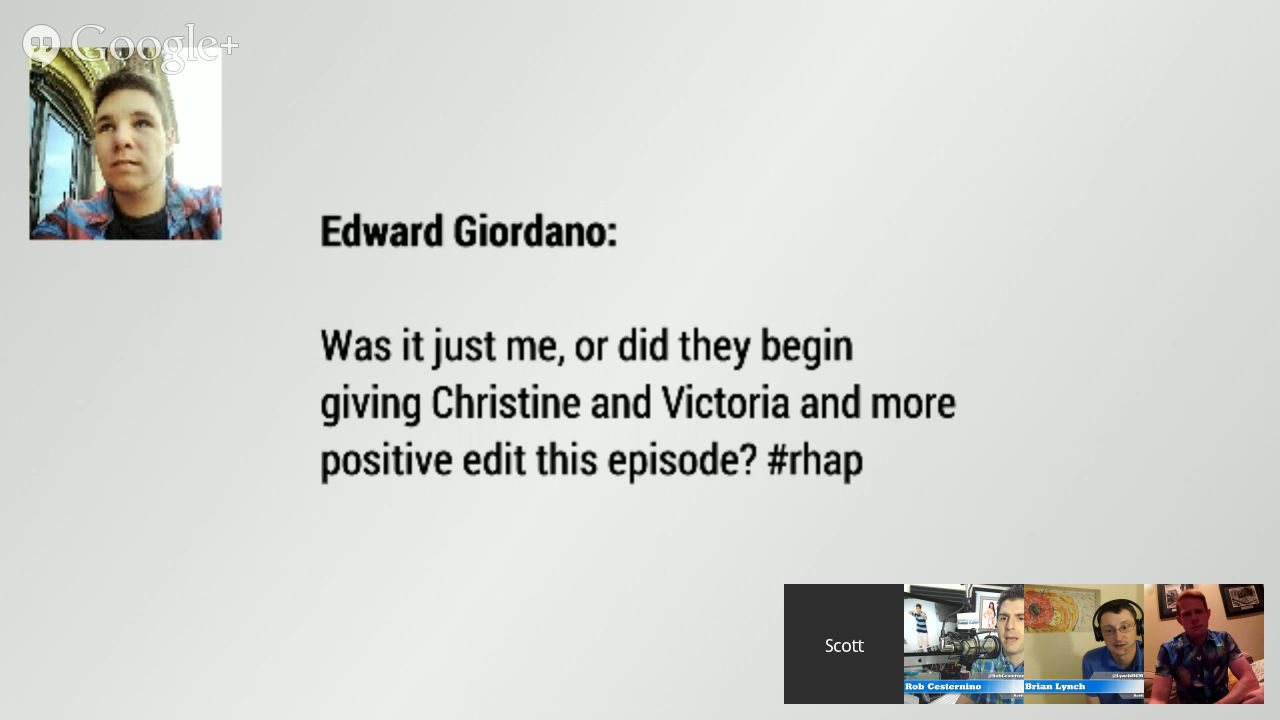 Google+
Edward Giordano:
Was it just me, or did they begin
giving Christine and Victoria and more
positive edit this episode? #rhap
Scott
Rob Cesternino
Brian Lynch